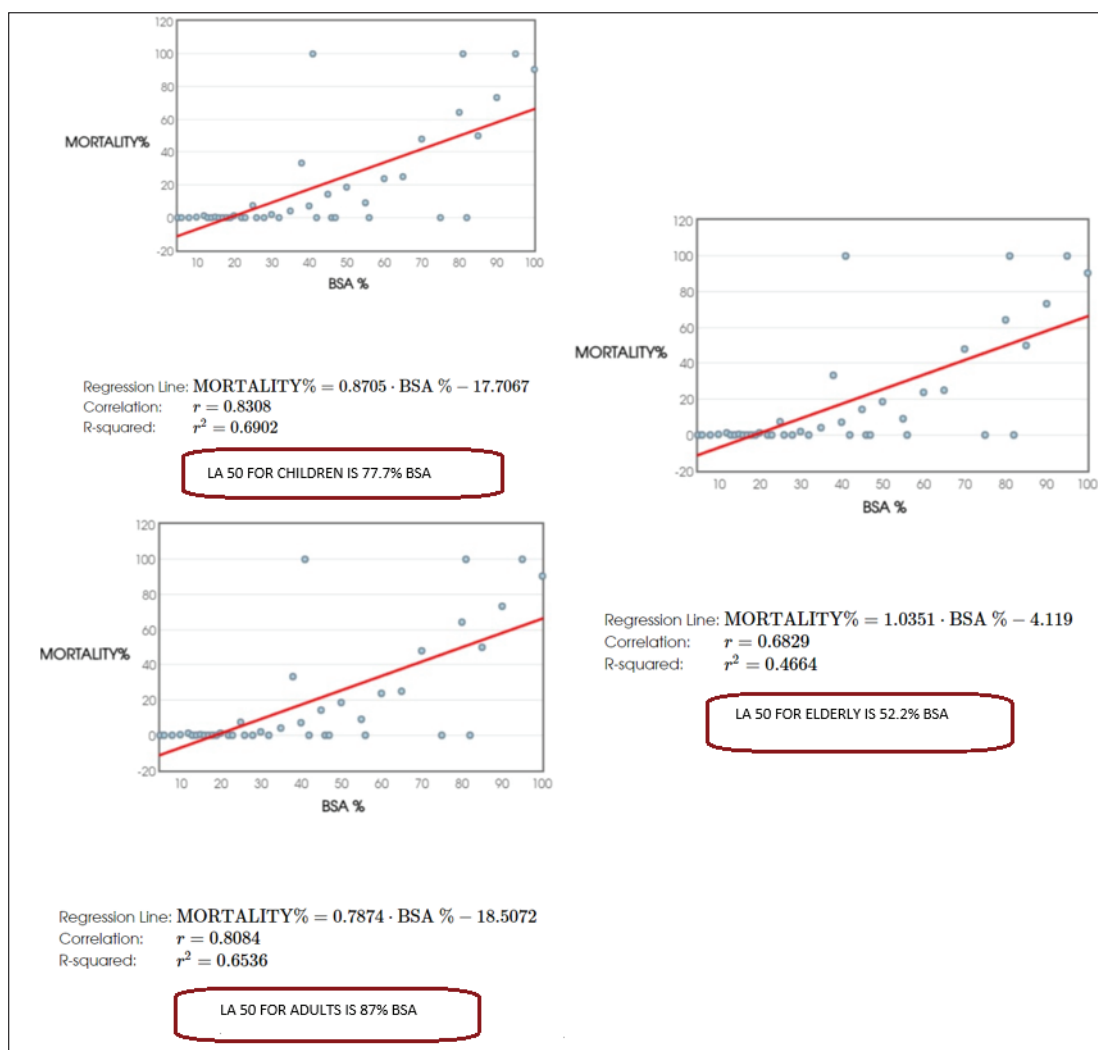 120
100
80
60
40
20
0
-20
MORTALITY%
10 20 30 40 50 60 70 80 90 100
BSA %
Regression Line: MORTALITY% = 0.8705 · BSA % − 17.7067
Correlation: r = 0.8308
R-squared: r² = 0.6902
LA 50 FOR CHILDREN IS 77.7% BSA
120
100
80
60
40
20
0
-20
MORTALITY%
10 20 30 40 50 60 70 80 90 100
BSA %
Regression Line: MORTALITY% = 1.0351 · BSA % − 4.119
Correlation: r = 0.6829
R-squared: r² = 0.4664
LA 50 FOR ELDERLY IS 52.2% BSA
120
100
80
60
40
20
0
-20
MORTALITY%
10 20 30 40 50 60 70 80 90 100
BSA %
Regression Line: MORTALITY% = 0.7874 · BSA % − 18.5072
Correlation: r = 0.8084
R-squared: r² = 0.6536
LA 50 FOR ADULTS IS 87% BSA